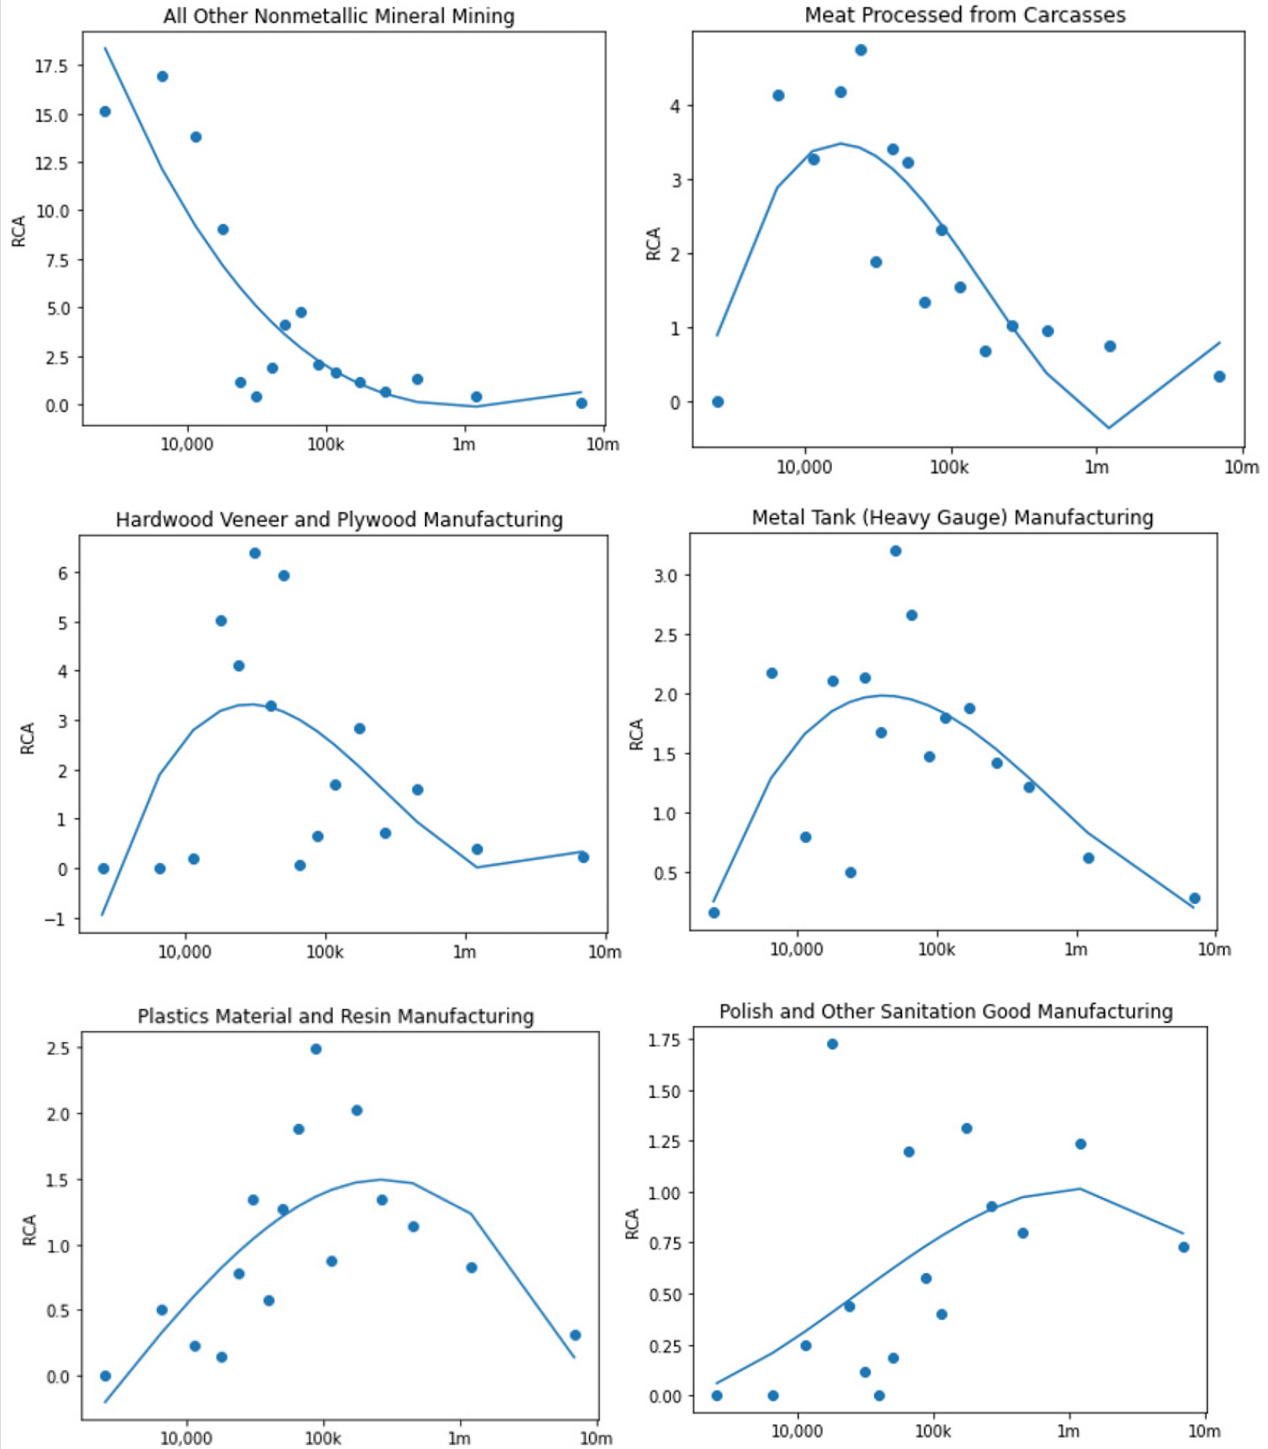 All Other Nonmetallic Mineral Mining
RCA
17.5
15.0
12.5
10.0
7.5
5.0
2.5
0.0
10,000 100k 1m 10m
Meat Processed from Carcasses
RCA
4
3
2
1
0
10,000 100k 1m 10m
Hardwood Veneer and Plywood Manufacturing
RCA
6
5
4
3
2
1
0
−1
10,000 100k 1m 10m
Metal Tank (Heavy Gauge) Manufacturing
RCA
3.0
2.5
2.0
1.5
1.0
0.5
10,000 100k 1m 10m
Plastics Material and Resin Manufacturing
RCA
2.5
2.0
1.5
1.0
0.5
0.0
10,000 100k 1m 10m
Polish and Other Sanitation Good Manufacturing
RCA
1.75
1.50
1.25
1.00
0.75
0.50
0.25
0.00
10,000 100k 1m 10m